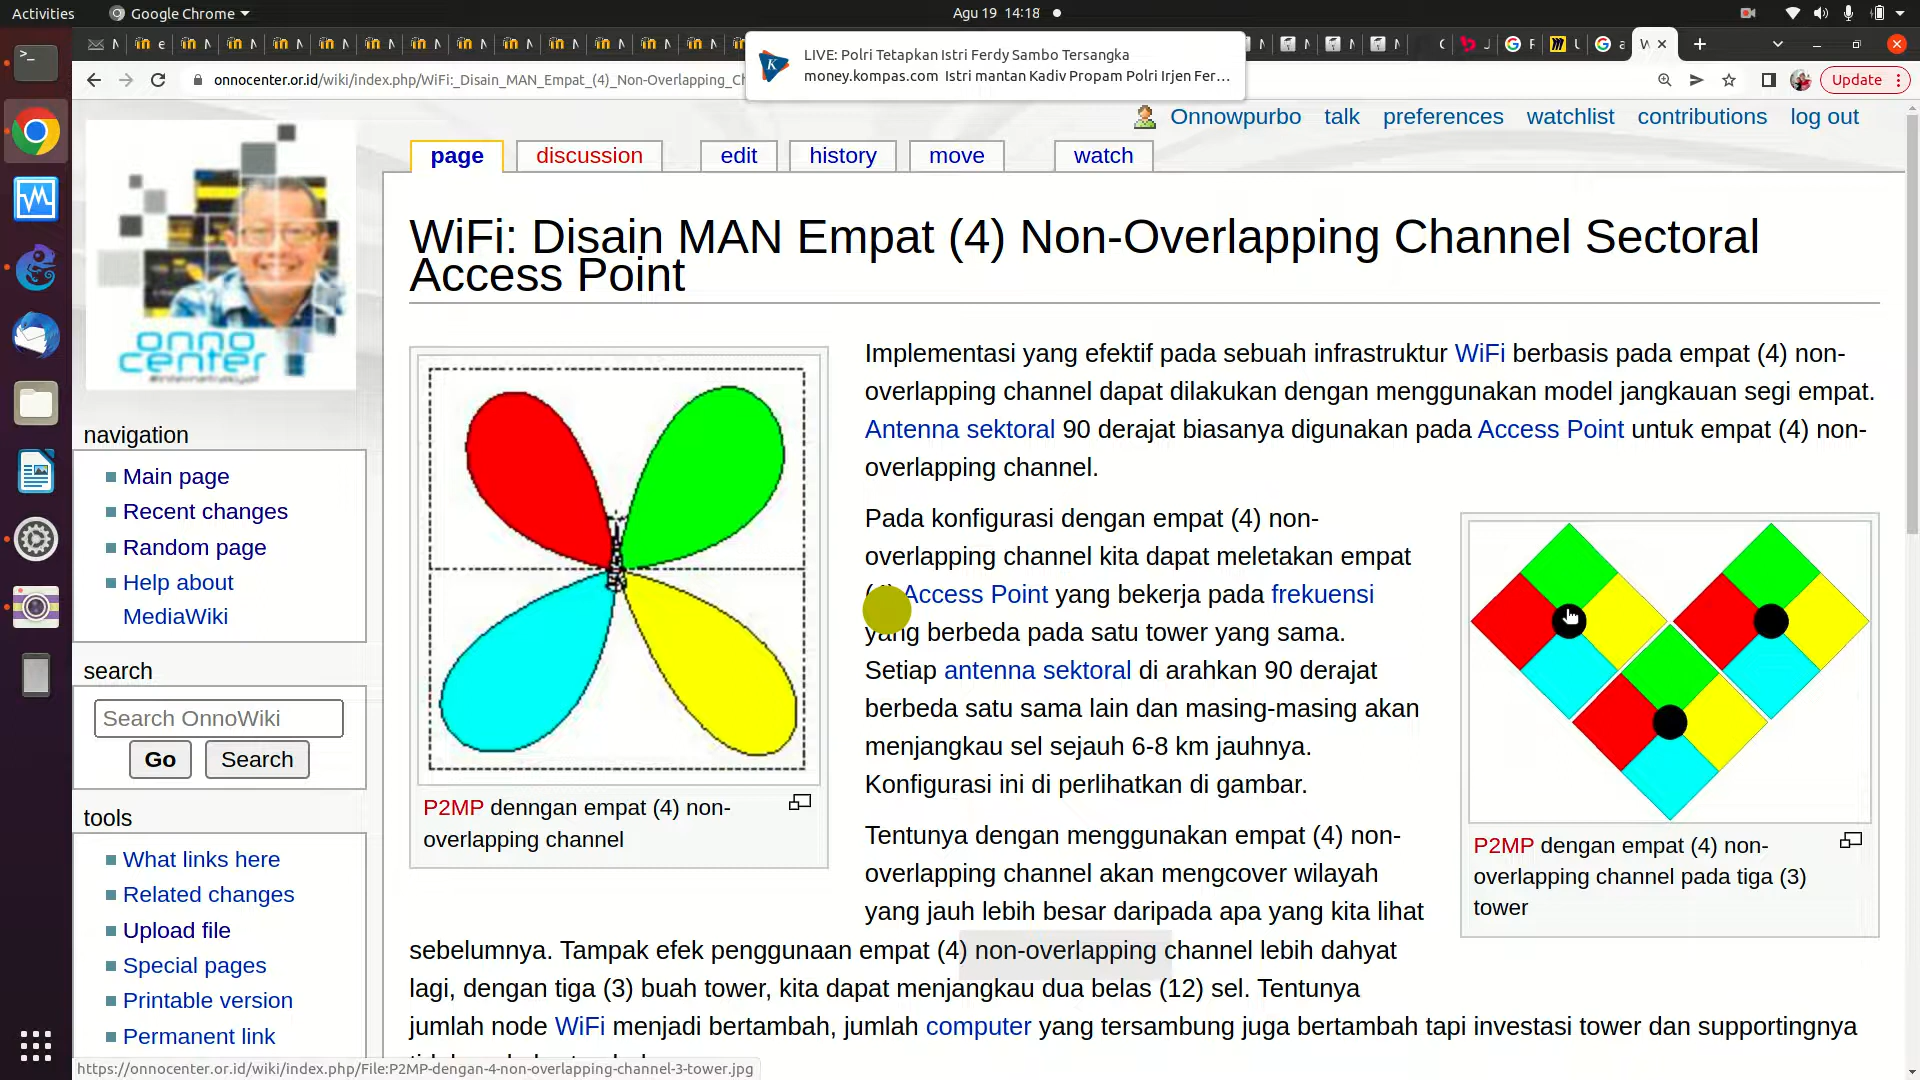 Activities
Google Chrome
Agu 19 14:18
LIVE: Polri Tetapkan Istri Ferdy Sambo Tersangka
money.kompas.com Istri mantan Kadiv Propam Polri Irjen Fer...
onnocenter.or.id/wiki/index.php/WiFi:_Disain_MAN_Empat_(4)_Non-Overlapping_Ch
Update
Onnowpurbo talk preferences watchlist contributions log out
page discussion edit history move watch
onno
center
WiFi: Disain MAN Empat (4) Non-Overlapping Channel Sectoral
Access Point
Implementasi yang efektif pada sebuah infrastruktur WiFi berbasis pada empat (4) non-
overlapping channel dapat dilakukan dengan menggunakan model jangkauan segi empat.
Antenna sektoral 90 derajat biasanya digunakan pada Access Point untuk empat (4) non-
overlapping channel.
Pada konfigurasi dengan empat (4) non-
overlapping channel kita dapat meletakan empat
Access Point yang bekerja pada frekuensi
yang berbeda pada satu tower yang sama.
Setiap antenna sektoral di arahkan 90 derajat
berbeda satu sama lain dan masing-masing akan
menjangkau sel sejauh 6-8 km jauhnya.
Konfigurasi ini di perlihatkan di gambar.
Tentunya dengan menggunakan empat (4) non-
overlapping channel akan mengcover wilayah
yang jauh lebih besar daripada apa yang kita lihat
sebelumnya. Tampak efek penggunaan empat (4) non-overlapping channel lebih dahyat
lagi, dengan tiga (3) buah tower, kita dapat menjangkau dua belas (12) sel. Tentunya
jumlah node WiFi menjadi bertambah, jumlah computer yang tersambung juga bertambah tapi investasi tower dan supportingnya
P2MP denngan empat (4) non-
overlapping channel
P2MP dengan empat (4) non-
overlapping channel pada tiga (3)
tower
navigation
Main page
Recent changes
Random page
Help about
MediaWiki
search
Search OnnoWiki
Go Search
tools
What links here
Related changes
Upload file
Special pages
Printable version
Permanent link
https://onnocenter.or.id/wiki/index.php/File:P2MP-dengan-4-non-overlapping-channel-3-tower.jpg